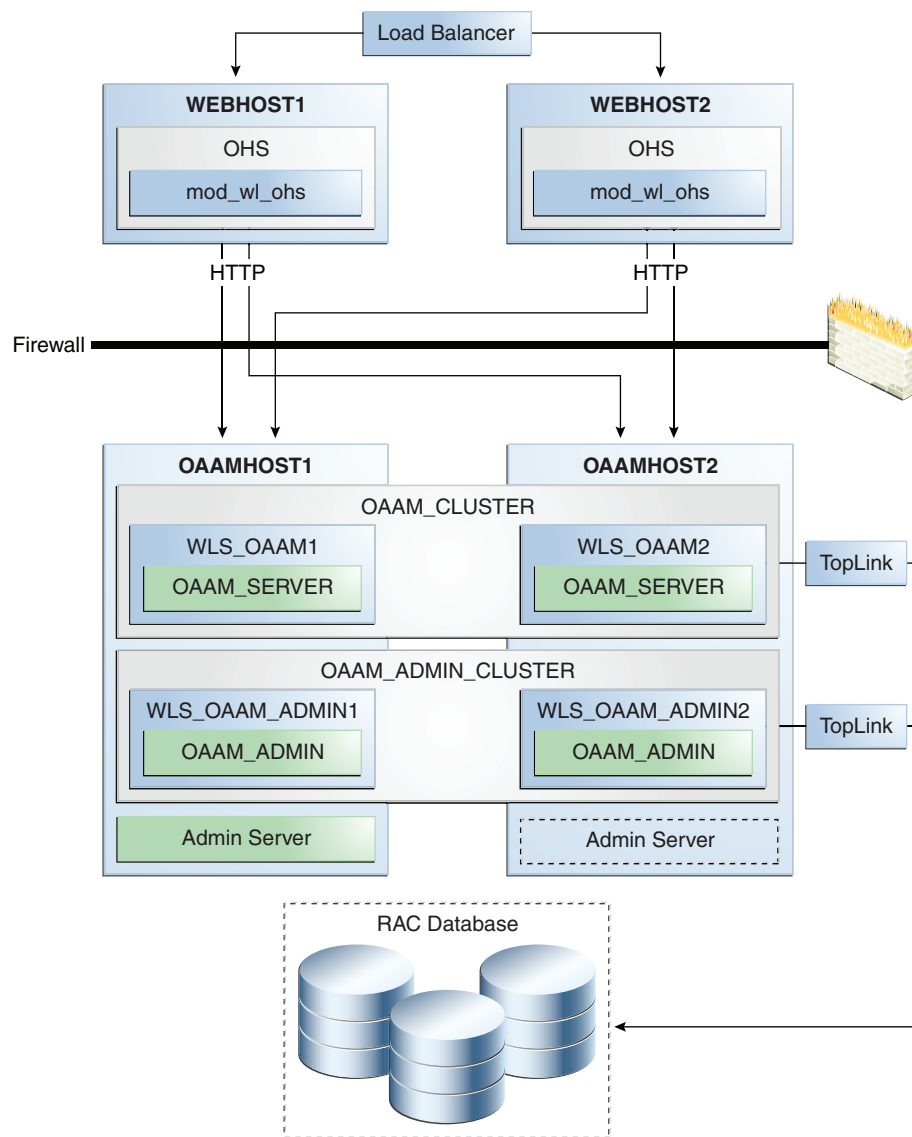 Load Balancer
WEBHOST1
WEBHOST2
OHS
OHS
mod_wl_ohs
mod_wl_ohs
HTTP
HTTP
Firewall
OAAMHOST1
OAAMHOST2
OAAM_CLUSTER
WLS_OAAM1
WLS_OAAM2
OAAM_SERVER
OAAM_SERVER
TopLink
OAAM_ADMIN_CLUSTER
WLS_OAAM_ADMIN1
WLS_OAAM_ADMIN2
OAAM_ADMIN
OAAM_ADMIN
TopLink
Admin Server
Admin Server
RAC Database